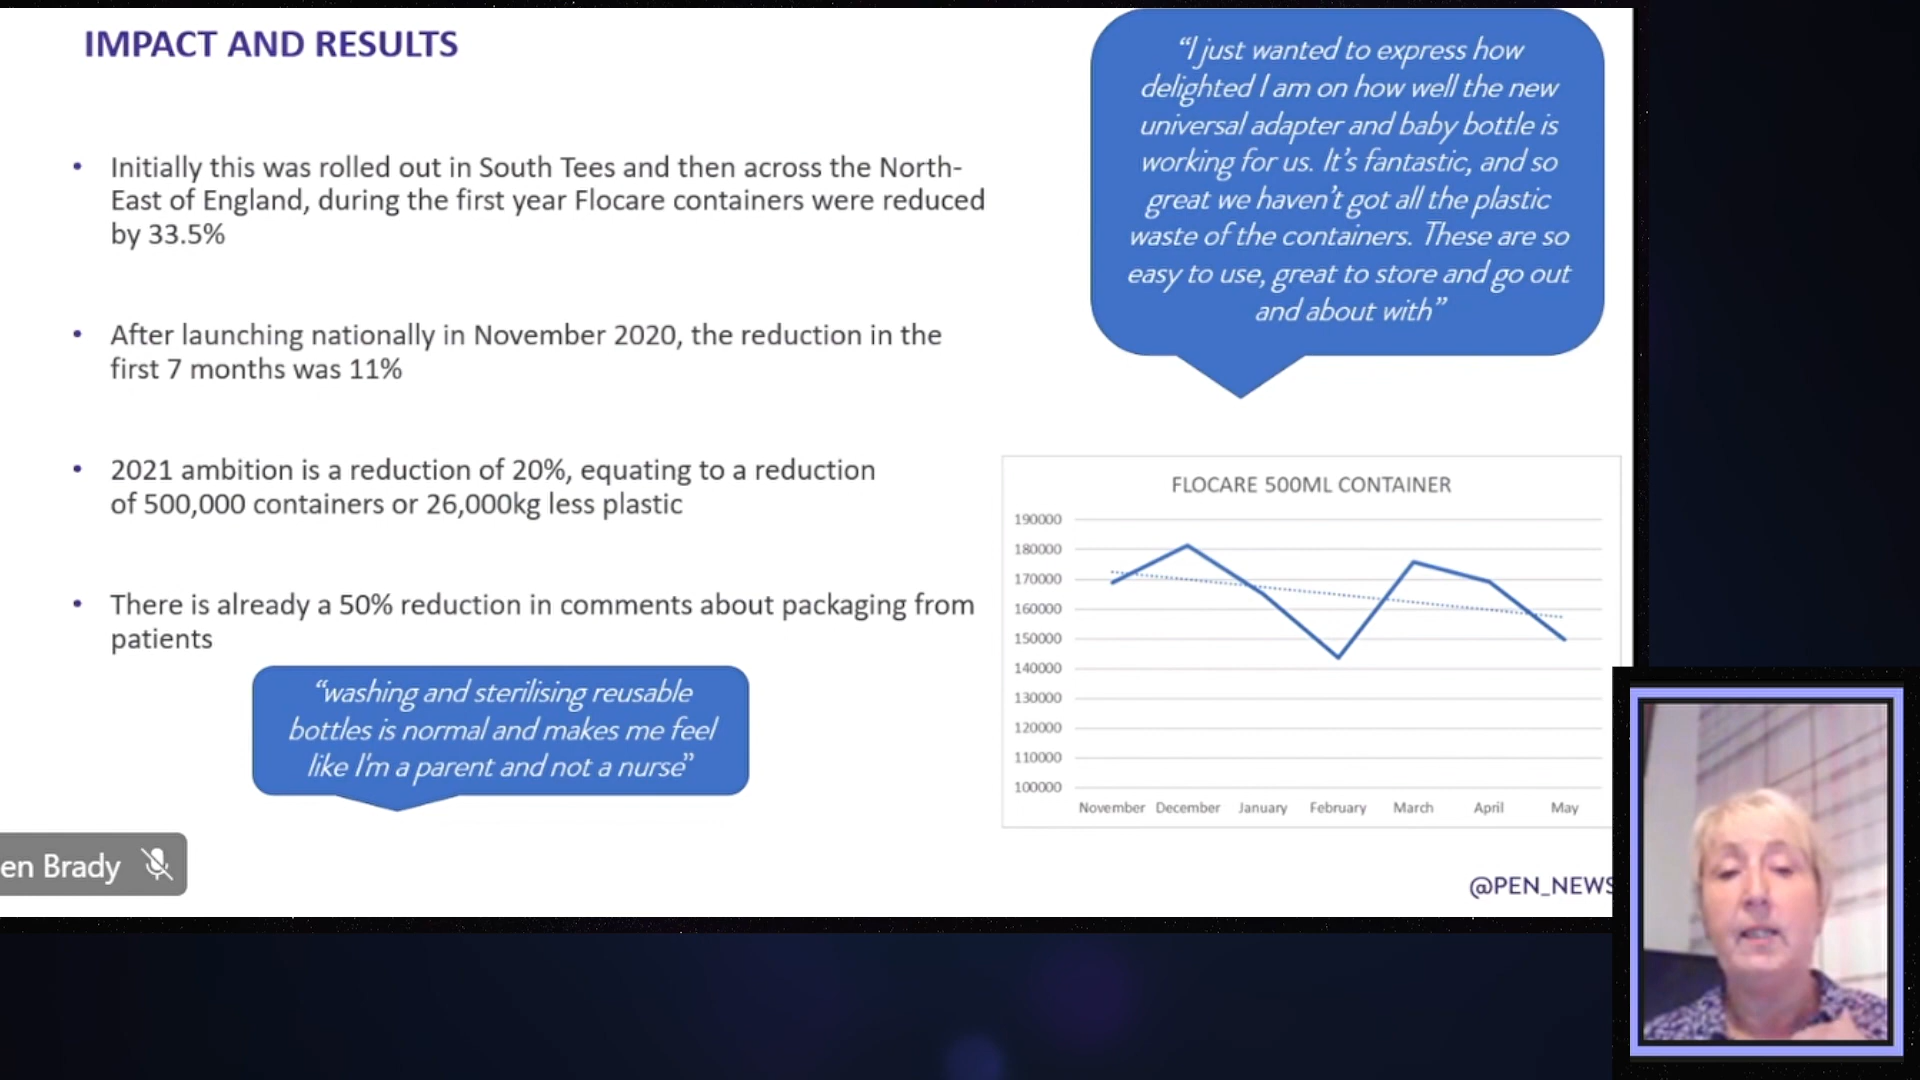 IMPACT AND RESULTS
• Initially this was rolled out in South Tees and then across the North-
East of England, during the first year Flocare containers were reduced
by 33.5%
• After launching nationally in November 2020, the reduction in the
first 7 months was 11%
• 2021 ambition is a reduction of 20%, equating to a reduction
of 500,000 containers or 26,000kg less plastic
• There is already a 50% reduction in comments about packaging from
patients
“washing and sterilising reusable
bottles is normal and makes me feel
like I'm a parent and not a nurse”
“I just wanted to express how
delighted I am on how well the new
universal adapter and baby bottle is
working for us. It’s fantastic, and so
great we haven’t got all the plastic
waste of the containers. These are so
easy to use, great to store and go out
and about with”
FLOCARE 500ML CONTAINER
190000
180000
170000
160000
150000
140000
130000
120000
110000
100000
November December January February March April May
en Brady
@PEN_NEWS